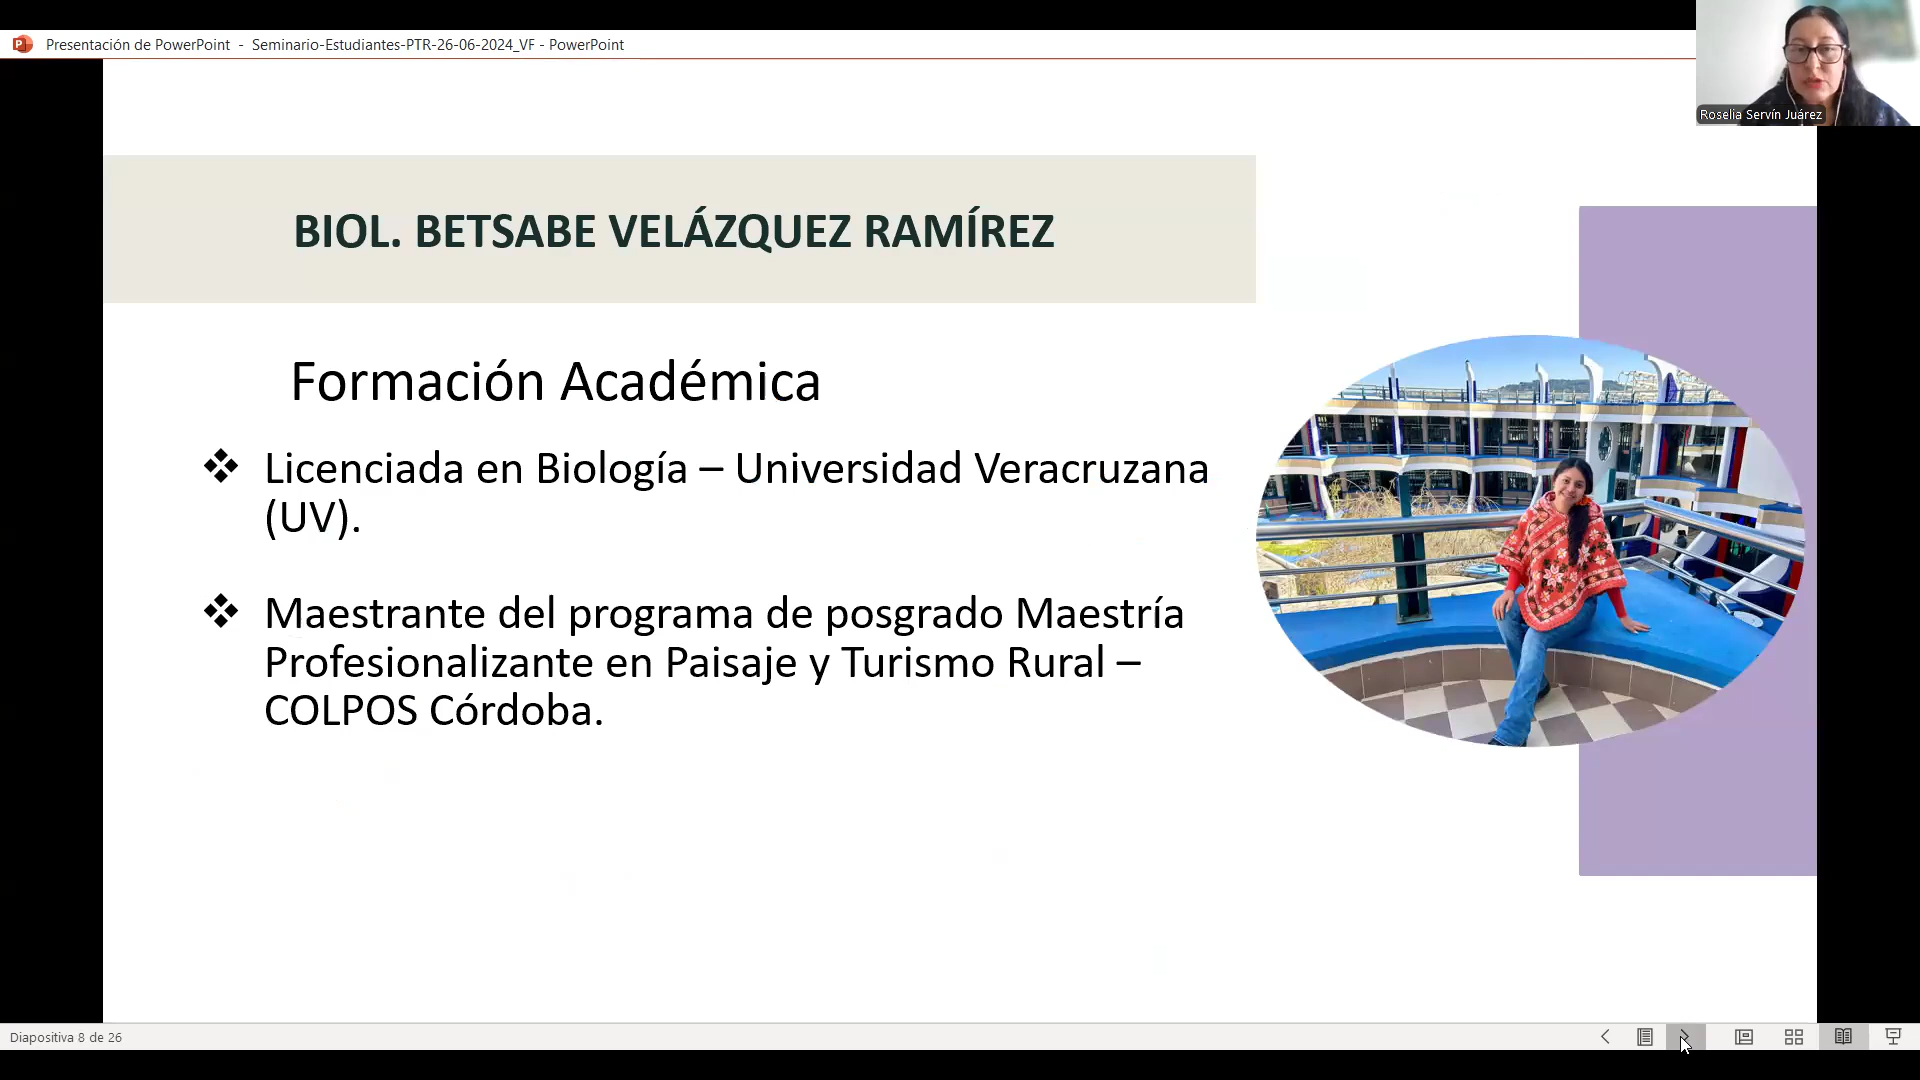 Presentación de PowerPoint - Seminario-Estudiantes-PTR-26-06-2024_VF - PowerPoint
Roselia Servín Juárez
BIOL. BETSABE VELÁZQUEZ RAMÍREZ
Formación Académica
❖ Licenciada en Biología – Universidad Veracruzana
(UV).
❖ Maestrante del programa de posgrado Maestría
Profesionalizante en Paisaje y Turismo Rural –
COLPOS Córdoba.
Diapositiva 8 de 26